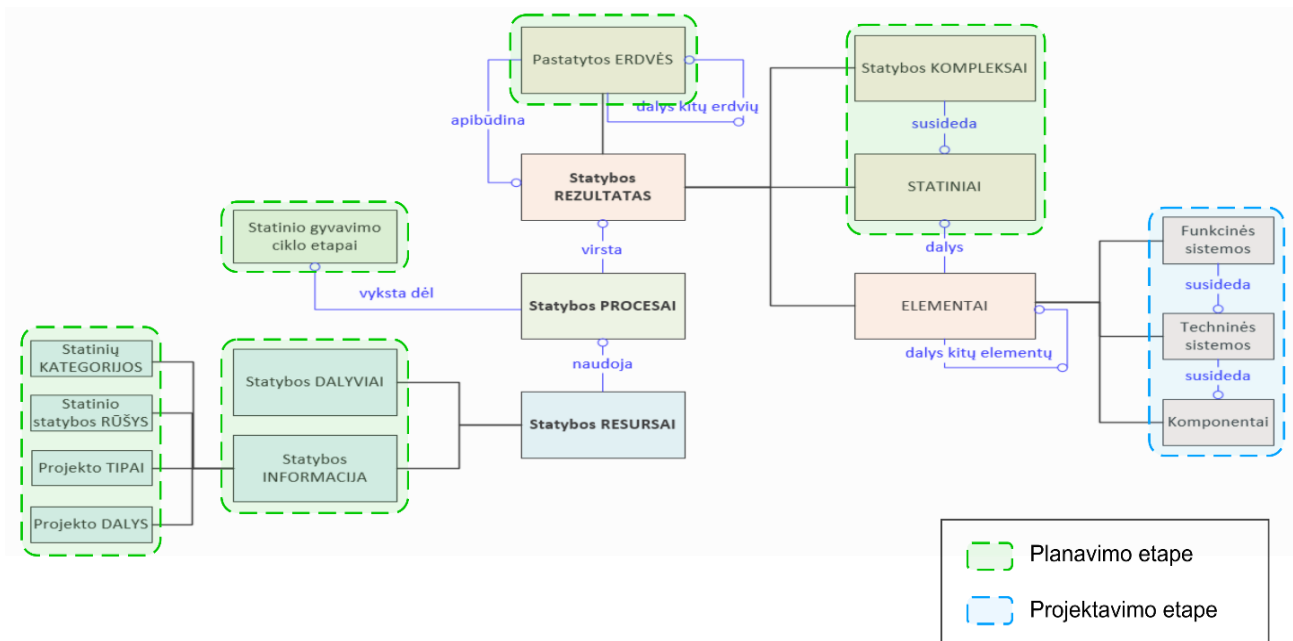 Pastatytos ERDVĖS
dalys kitų erdvių
apibūdina
Statybos KOMPLEKSAI
susideda
STATINIAI
Statybos
REZULTATAS
Statinio gyvavimo
ciklo etapai
virsta
dalys
Funkcinės
sistemos
vyksta dėl
Statybos PROCESAI
ELEMENTAI
susideda
Techninės
sistemos
dalys kitų elementų
susideda
Komponentai
naudoja
Statinių
KATEGORIJOS
Statybos DALYVIAI
Statinio
statybos RŪŠYS
Statybos RESURSAI
Projekto TIPAI
Statybos
INFORMACIJA
Projekto DALYS
Planavimo etape
Projektavimo etape